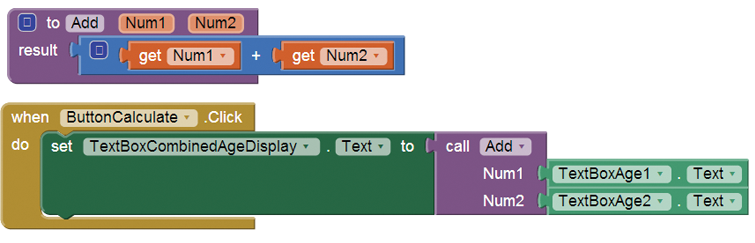 to Add Num1 Num2
result get Num1 + get Num2
when ButtonCalculate .Click
do set TextBoxCombinedAgeDisplay . Text to call Add
Num1 TextBoxAge1 . Text
Num2 TextBoxAge2 . Text